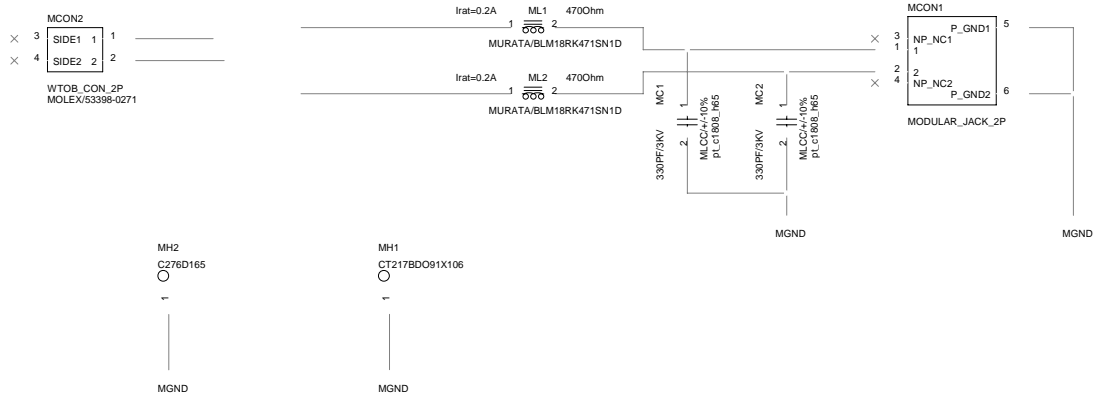 MCON2
3 SIDE1 1 1
4 SIDE2 2 2
WTOB_CON_2P
MOLEX/53398-0271
Irat=0.2A ML1 470Ohm
1 2
MURATA/BLM18RK471SN1D
Irat=0.2A ML2 470Ohm
1 2
MURATA/BLM18RK471SN1D
MC1
1
2
330PF/3KV
MLCC/+/-10%
pt_c1808_h65
MC2
1
2
330PF/3KV
MLCC/+/-10%
pt_c1808_h65
MGND
MCON1
P_GND1 5
3 NP_NC1
1 1
2 2
4 NP_NC2
P_GND2 6
MODULAR_JACK_2P
MGND
MH2
C276D165
1
MGND
MH1
CT217BDO91X106
1
MGND